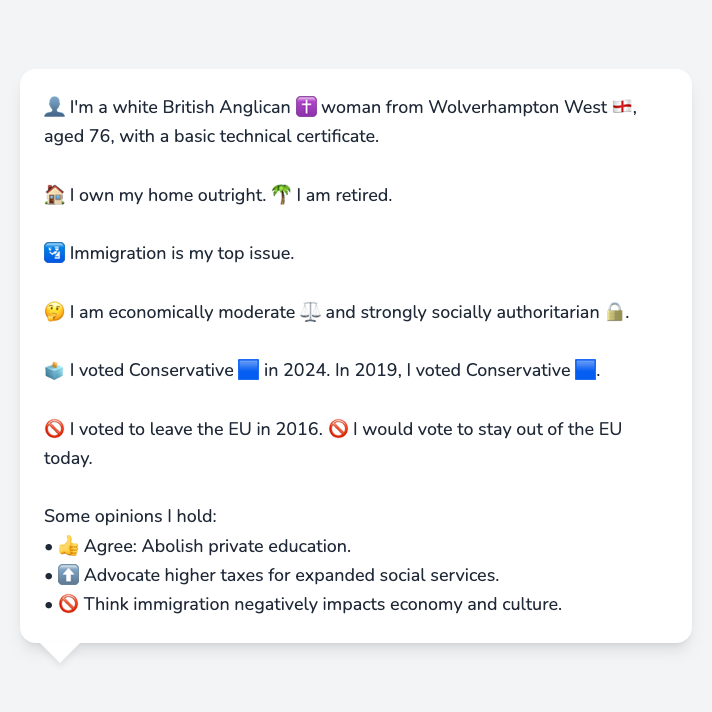 👤 I'm a white British Anglican ✝️ woman from Wolverhampton West 🏴󠁧󠁢󠁥󠁮󠁧󠁿,
aged 76, with a basic technical certificate.
🏠 I own my home outright. 🌴 I am retired.
🛂 Immigration is my top issue.
🤔 I am economically moderate ⚖️ and strongly socially authoritarian 🔒.
🗳️ I voted Conservative 🟦 in 2024. In 2019, I voted Conservative 🟦.
🚫 I voted to leave the EU in 2016. 🚫 I would vote to stay out of the EU
today.
Some opinions I hold:
• 👍 Agree: Abolish private education.
• ⬆️ Advocate higher taxes for expanded social services.
• 🚫 Think immigration negatively impacts economy and culture.